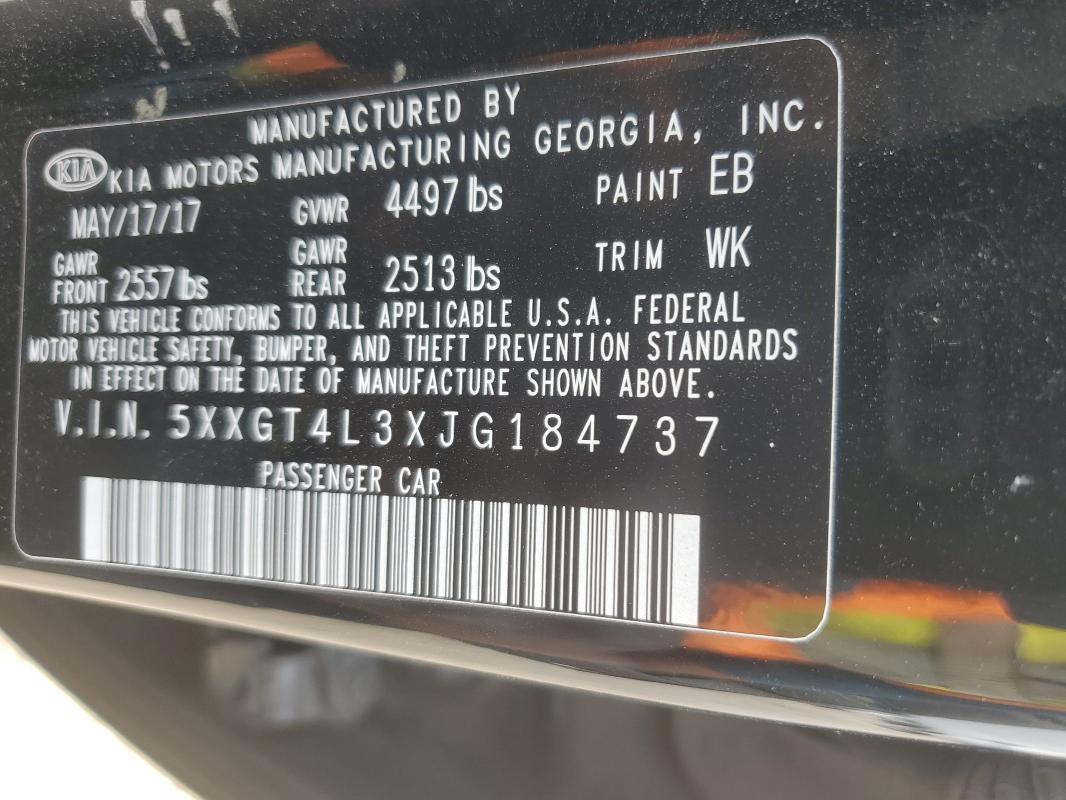 MANUFACTURED BY
KIA KIA MOTORS MANUFACTURING GEORGIA, INC.
MAY/17/17 GVWR 4497 lbs PAINT EB
GAWR FRONT 2557 lbs GAWR REAR 2513 lbs TRIM WK
THIS VEHICLE CONFORMS TO ALL APPLICABLE U.S.A. FEDERAL
MOTOR VEHICLE SAFETY, BUMPER, AND THEFT PREVENTION STANDARDS
IN EFFECT ON THE DATE OF MANUFACTURE SHOWN ABOVE.
V.I.N. 5XXGT4L3XJG184737
PASSENGER CAR